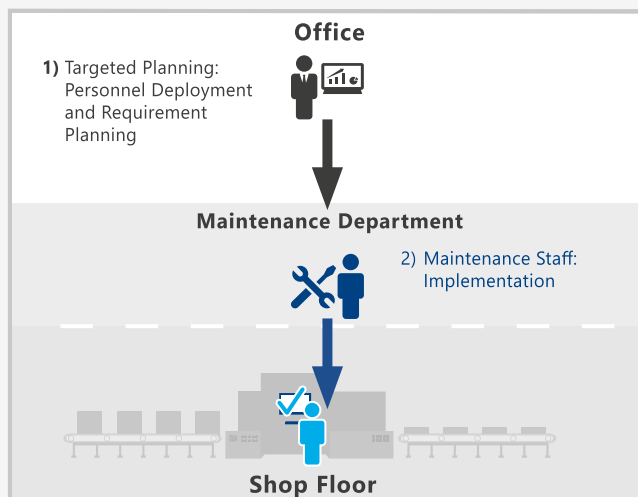 Office
1) Targeted Planning:
Personnel Deployment
and Requirement
Planning
Maintenance Department
2) Maintenance Staff:
Implementation
Shop Floor